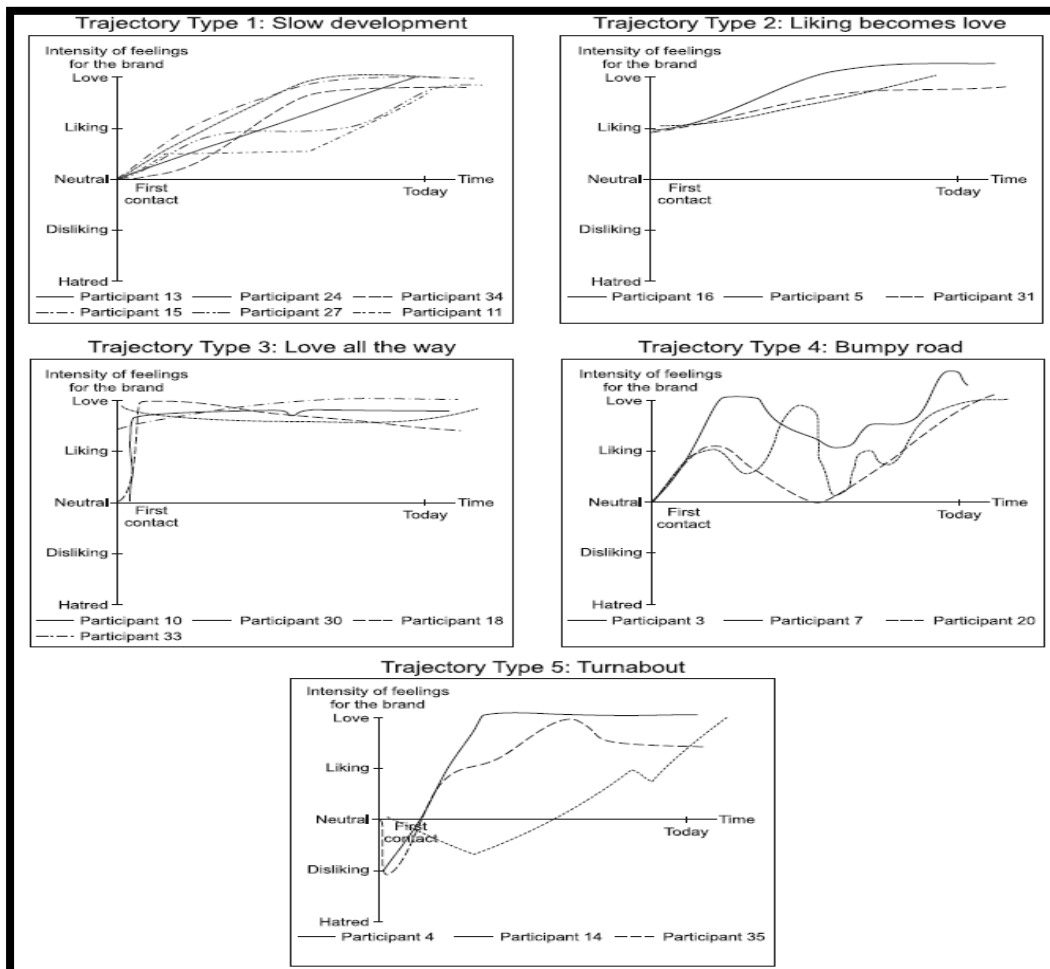 Trajectory Type 1: Slow development
Intensity of feelings
for the brand
Love
Liking
Neutral
First
contact
Today
Time
Disliking
Hatred
Participant 13
Participant 24
Participant 34
Participant 15
Participant 27
Participant 11
Trajectory Type 2: Liking becomes love
Intensity of feelings
for the brand
Love
Liking
Neutral
First
contact
Today
Time
Disliking
Hatred
Participant 16
Participant 5
Participant 31
Trajectory Type 3: Love all the way
Intensity of feelings
for the brand
Love
Liking
Neutral
First
contact
Today
Time
Disliking
Hatred
Participant 10
Participant 30
Participant 18
Participant 33
Trajectory Type 4: Bumpy road
Intensity of feelings
for the brand
Love
Liking
Neutral
First
contact
Today
Time
Disliking
Hatred
Participant 3
Participant 7
Participant 20
Trajectory Type 5: Turnabout
Intensity of feelings
for the brand
Love
Liking
Neutral
First
contact
Today
Time
Disliking
Hatred
Participant 4
Participant 14
Participant 35